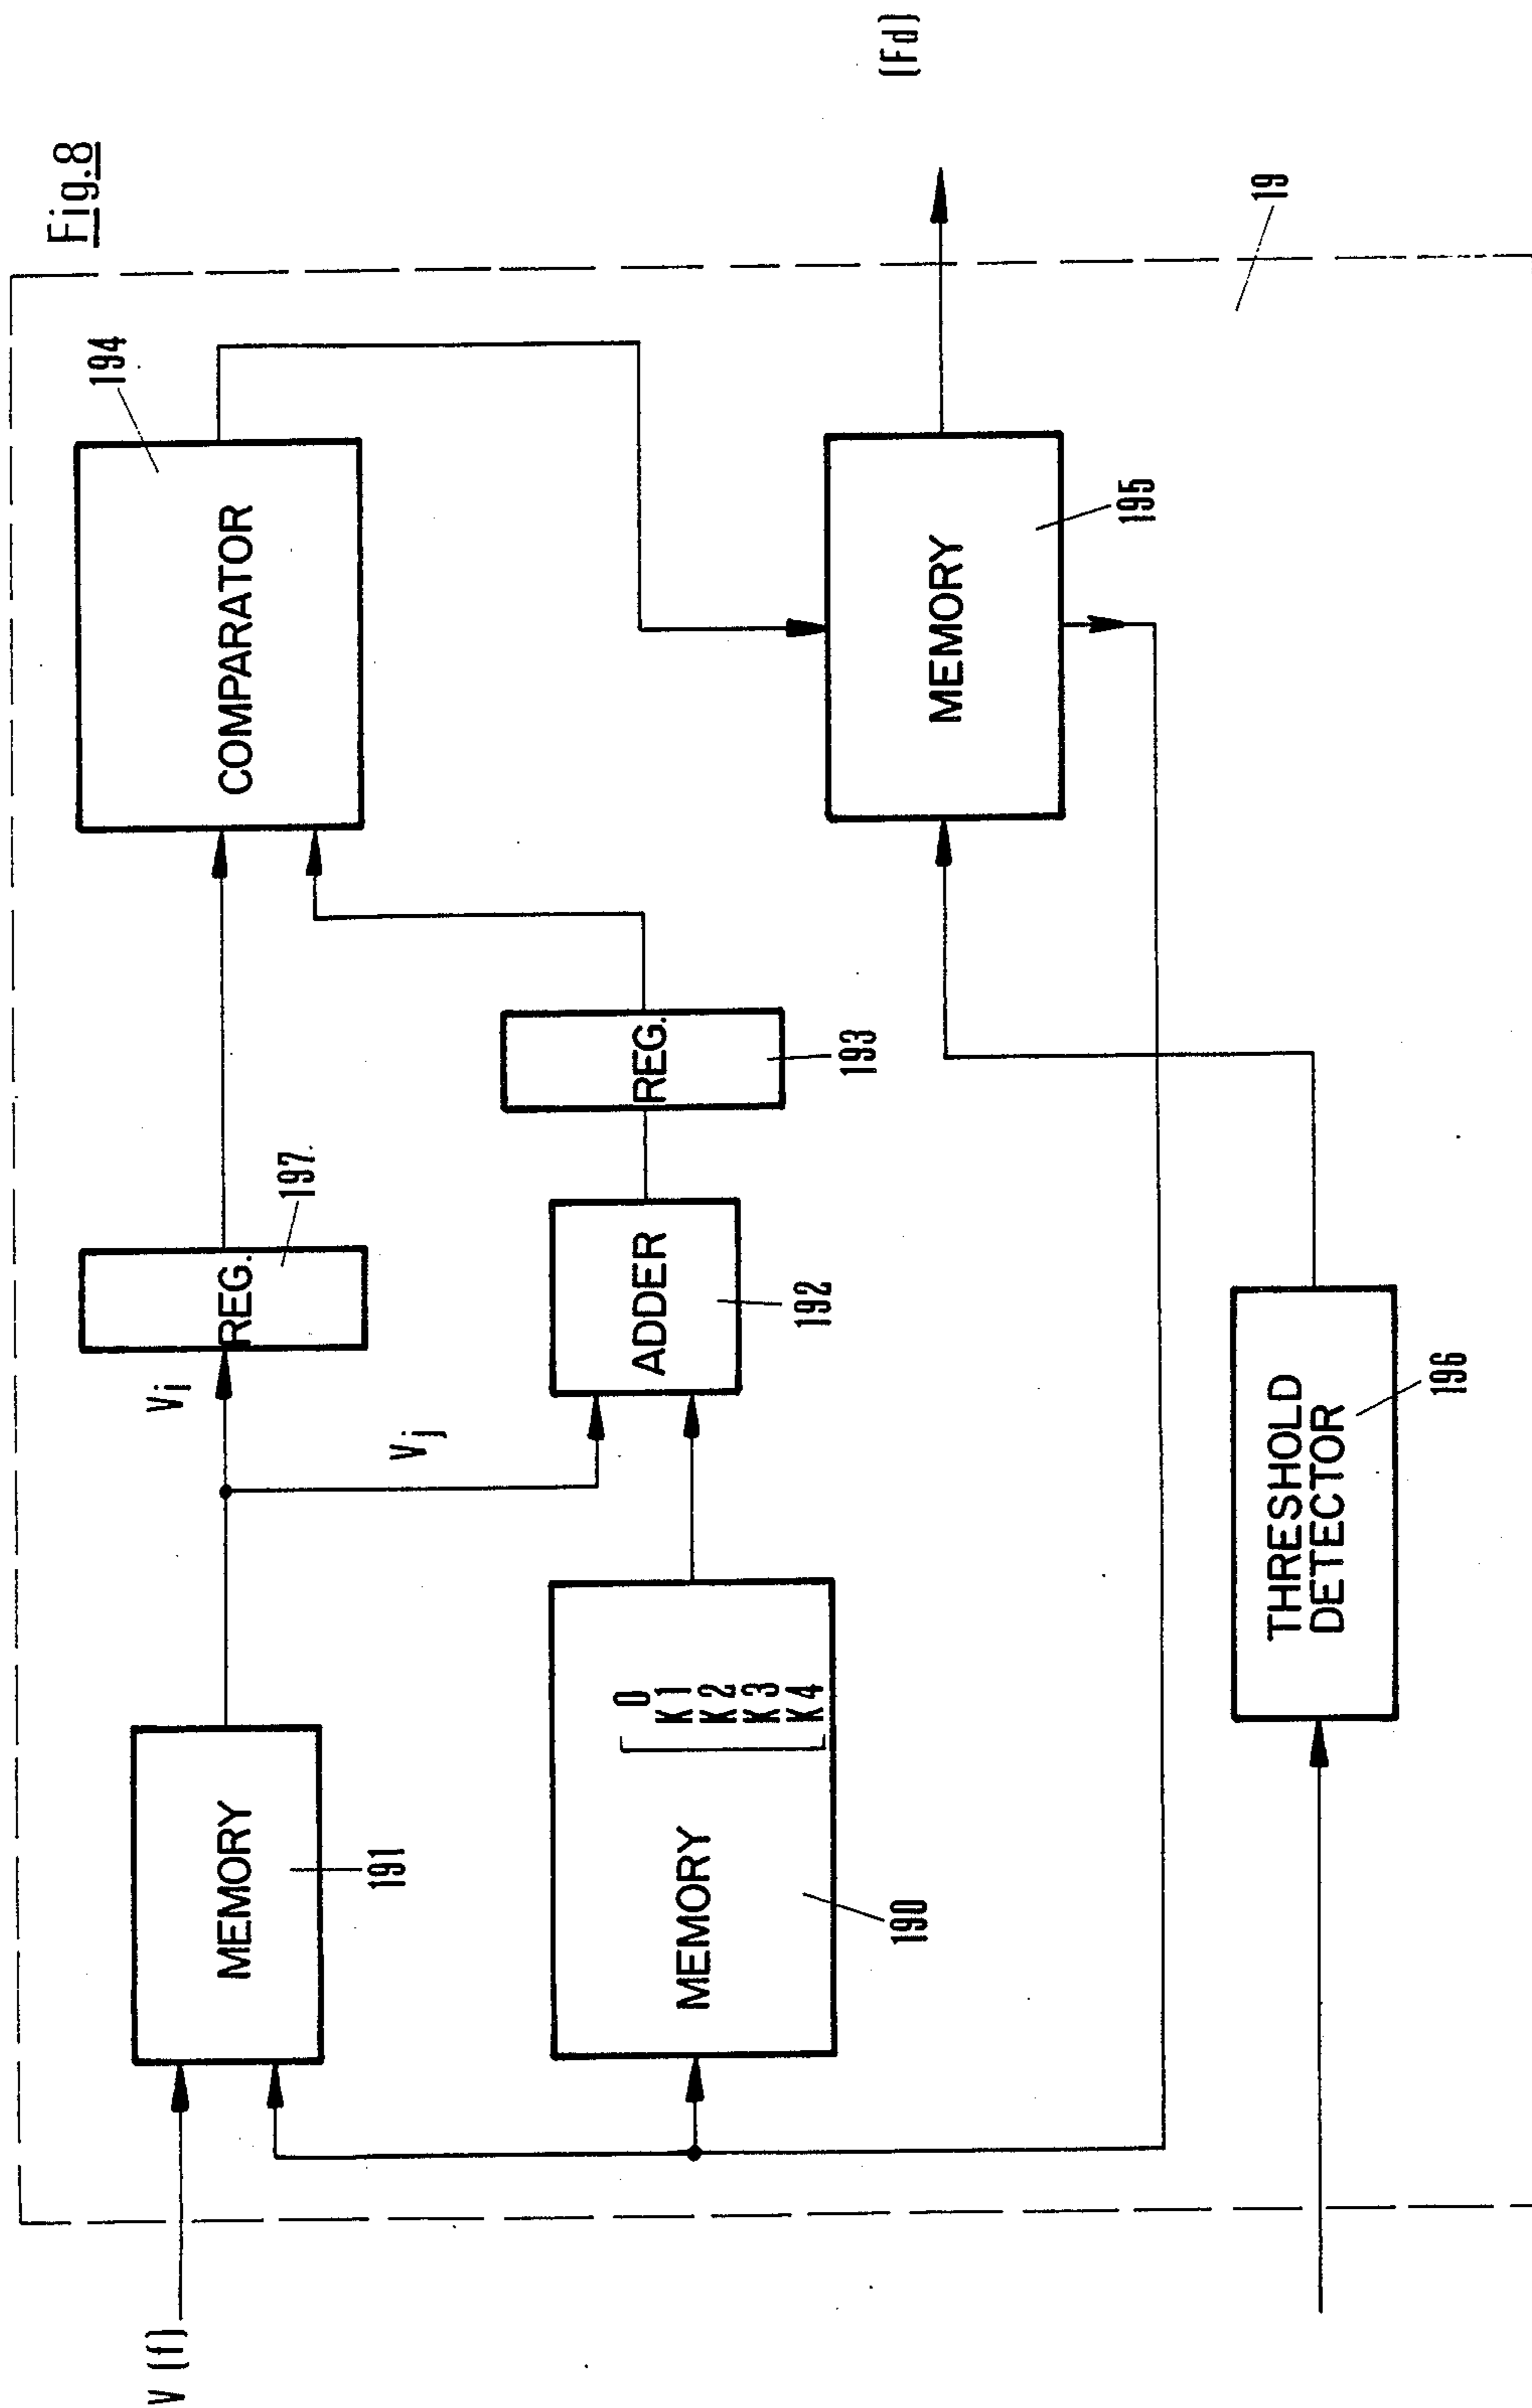 Fig.8
V (f)
MEMORY
191
Vi
REG.
197
COMPARATOR
194
Vj
MEMORY
0
K1
K2
K3
K4
190
ADDER
192
REG.
193
MEMORY
195
(Fd)
THRESHOLD
DETECTOR
196
19